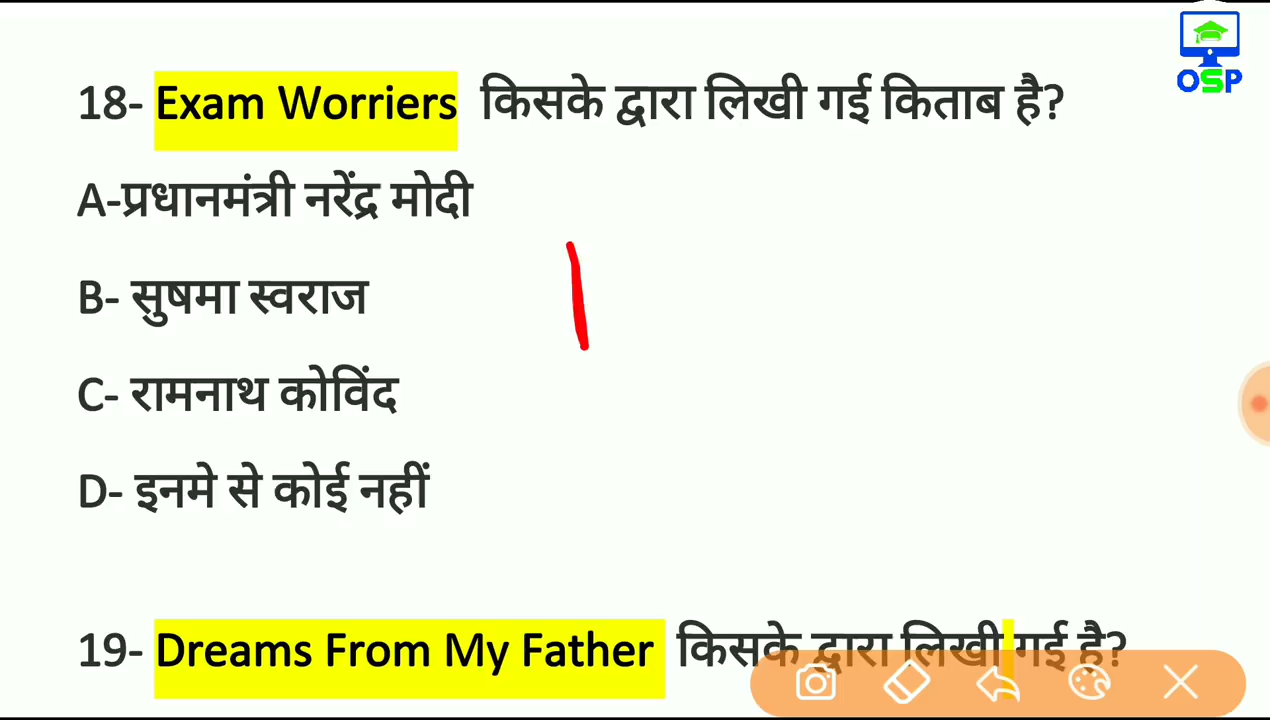 OSP
18- Exam Worriers किसके द्वारा लिखी गई किताब है?
A-प्रधानमंत्री नरेंद्र मोदी
B- सुषमा स्वराज
C- रामनाथ कोविंद
D- इनमे से कोई नहीं
19- Dreams From My Father किसके द्वारा लिखी गई है?